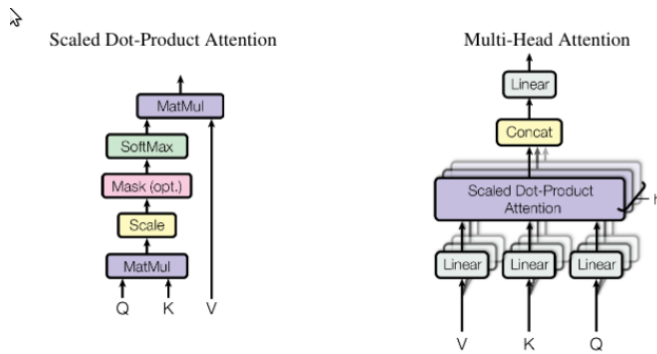 Scaled Dot-Product Attention
MatMul
SoftMax
Mask (opt.)
Scale
MatMul
Q K V
Multi-Head Attention
Linear
Concat
Scaled Dot-Product
Attention
Linear Linear Linear
V K Q